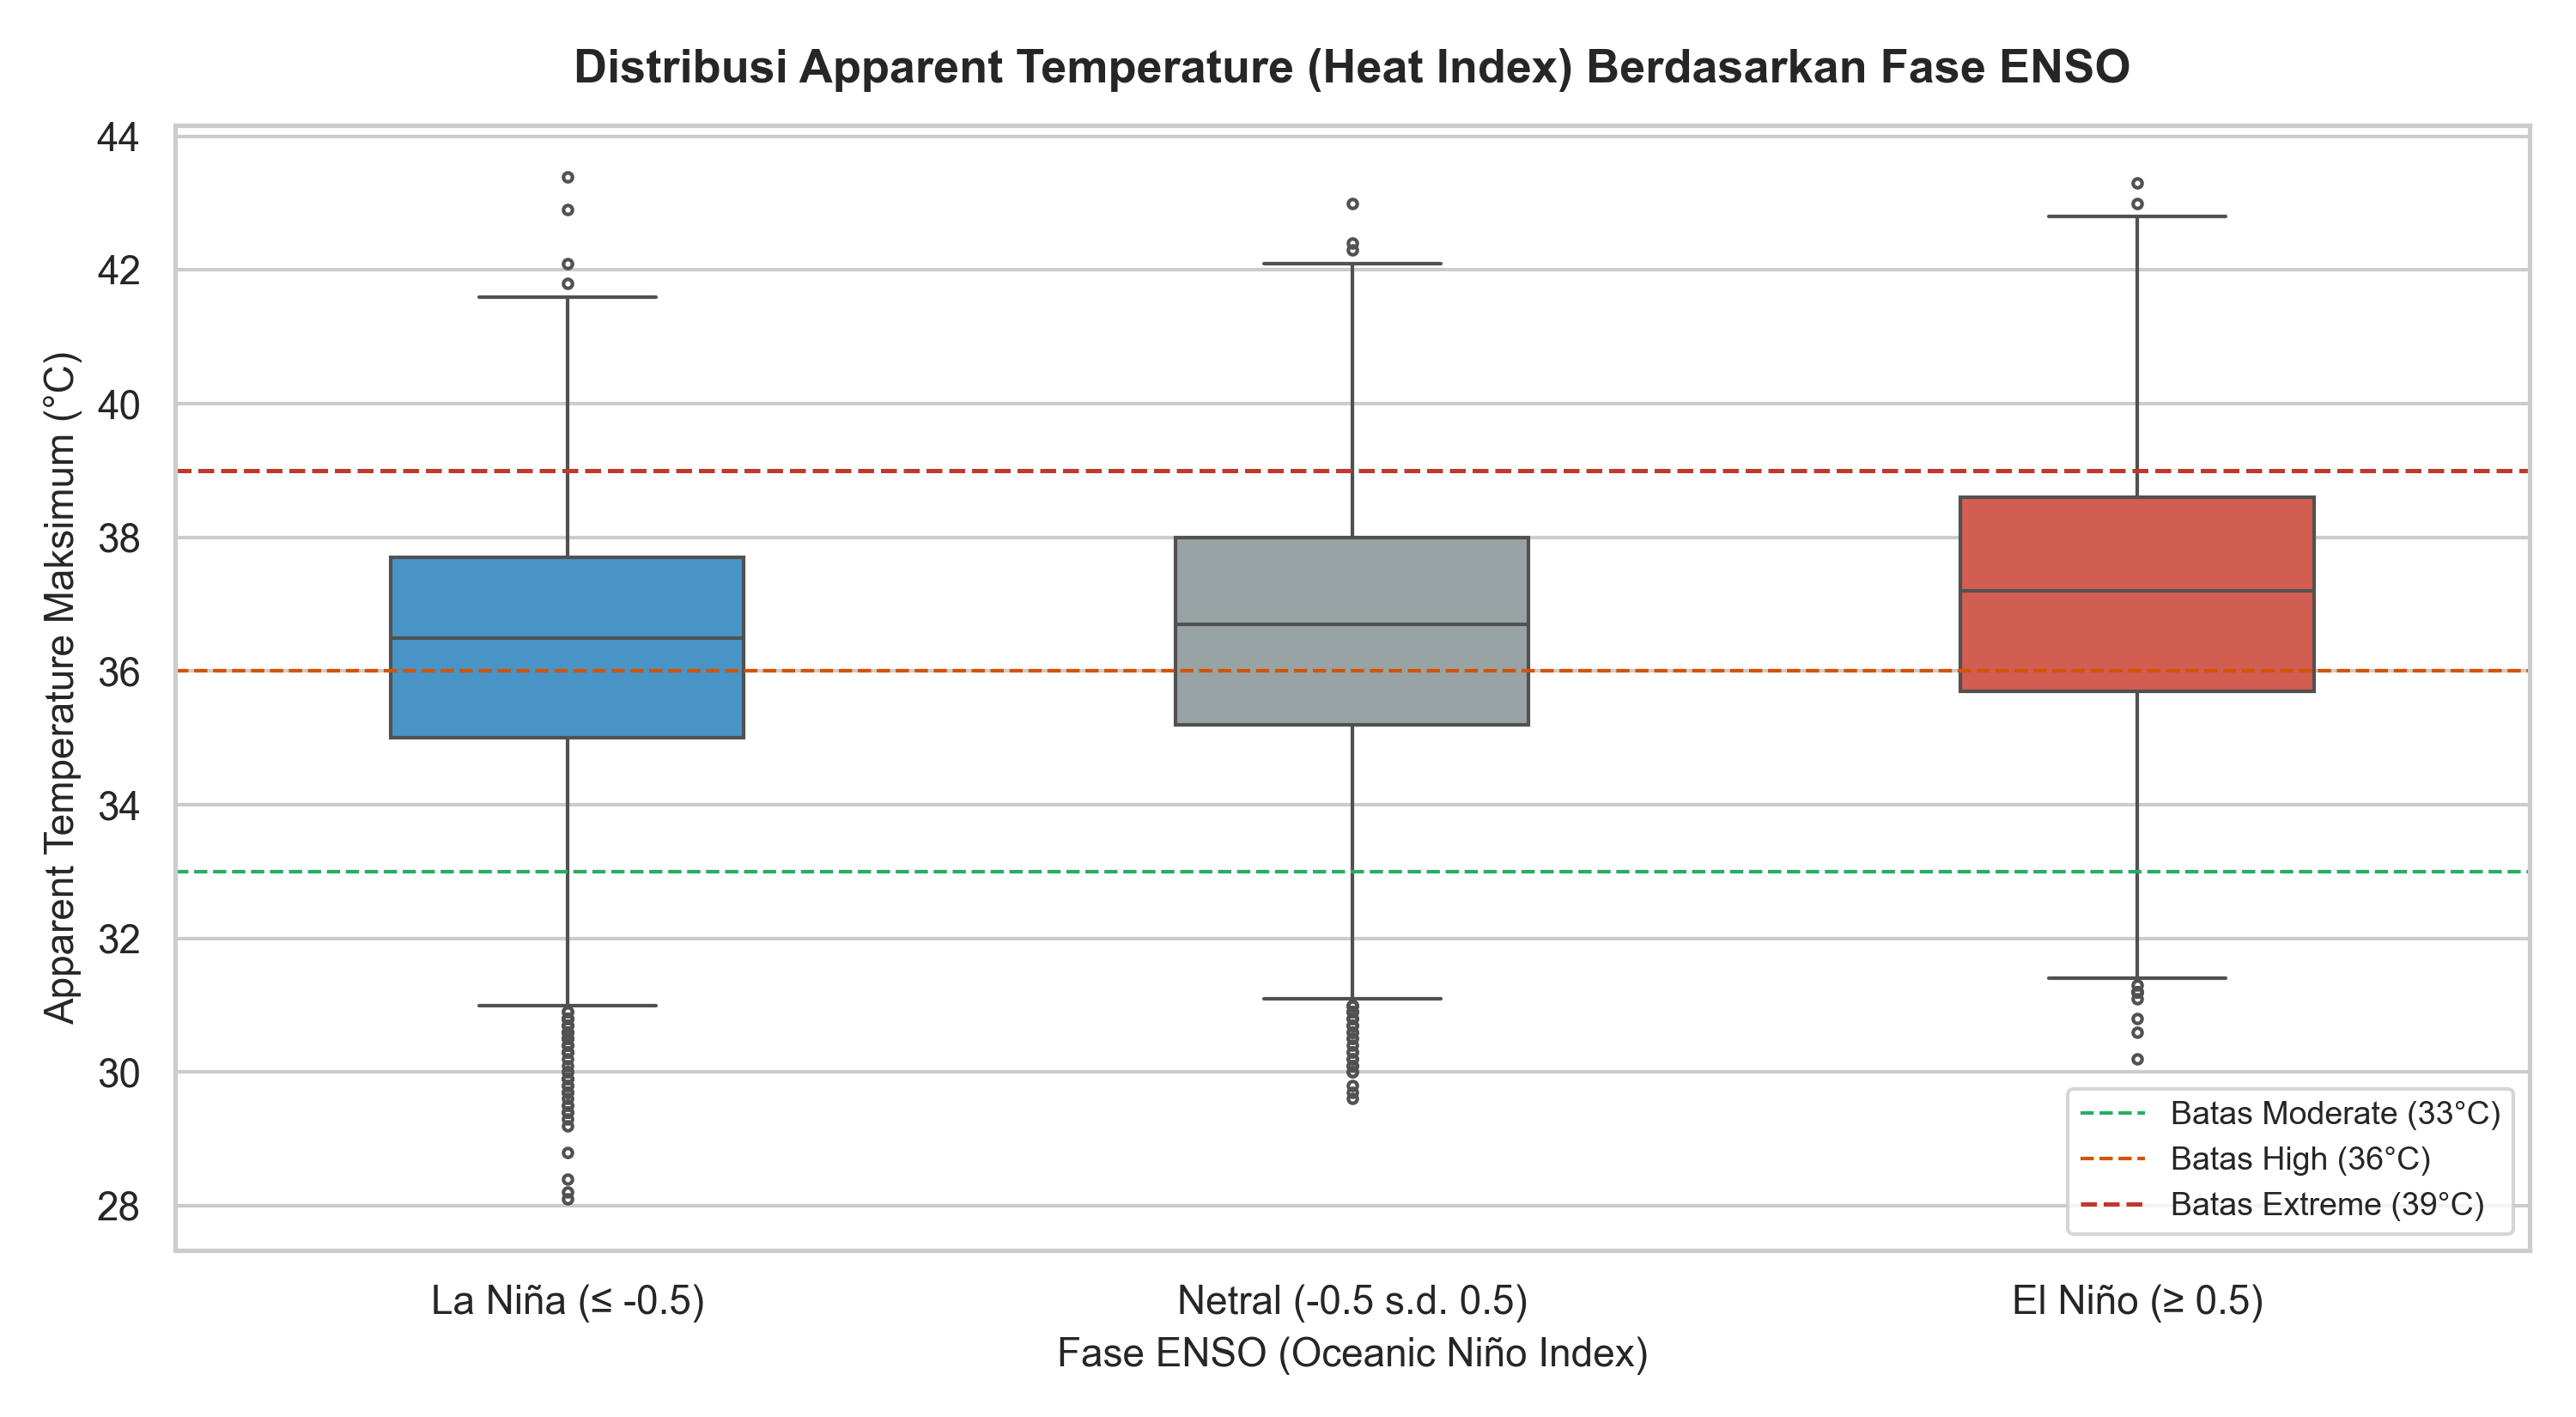 Distribusi Apparent Temperature (Heat Index) Berdasarkan Fase ENSO
Apparent Temperature Maksimum (°C)
44
42
40
38
36
34
32
30
28
Batas Moderate (33°C)
Batas High (36°C)
Batas Extreme (39°C)
La Niña (≤ -0.5)
Netral (-0.5 s.d. 0.5)
El Niño (≥ 0.5)
Fase ENSO (Oceanic Niño Index)